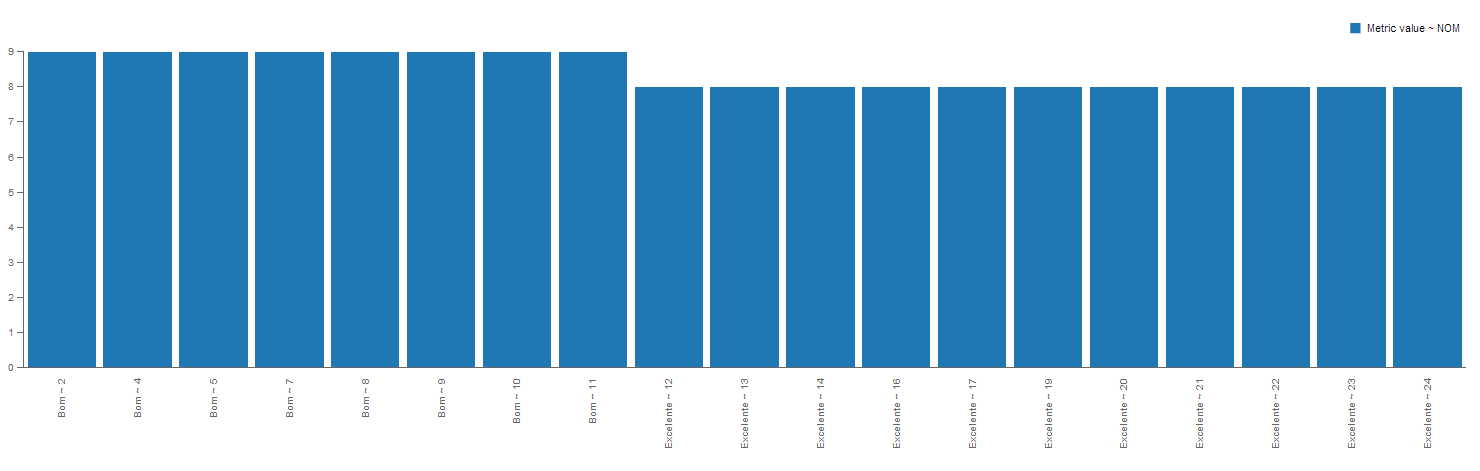 Metric value ~ NOM
9
8
7
6
5
4
3
2
1
0
Bom ~ 2
Bom ~ 4
Bom ~ 5
Bom ~ 7
Bom ~ 8
Bom ~ 9
Bom ~ 10
Bom ~ 11
Excelente ~ 12
Excelente ~ 13
Excelente ~ 14
Excelente ~ 16
Excelente ~ 17
Excelente ~ 19
Excelente ~ 20
Excelente ~ 21
Excelente ~ 22
Excelente ~ 23
Excelente ~ 24